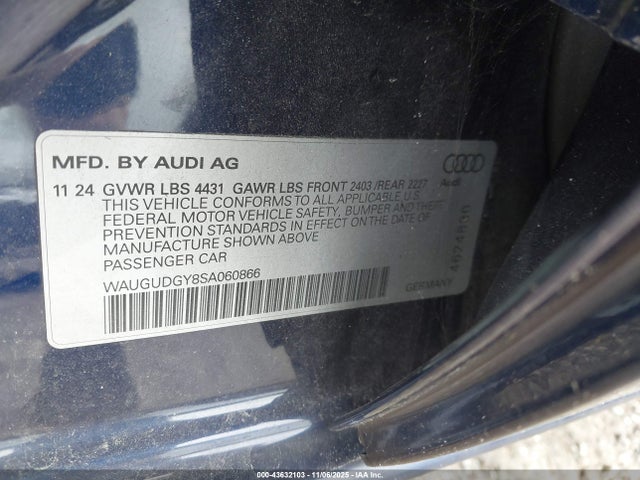 MFD. BY AUDI AG
11 24 GVWR LBS 4431 GAWR LBS FRONT 2403 /REAR 2227
THIS VEHICLE CONFORMS TO ALL APPLICABLE U.S.
FEDERAL MOTOR VEHICLE SAFETY, BUMPER AND THEFT
PREVENTION STANDARDS IN EFFECT ON THE DATE OF
MANUFACTURE SHOWN ABOVE
PASSENGER CAR
WAUGUDGY8SA060866
GERMANY
Audi
000-43632103 - 11/06/2025 - IAA Inc.